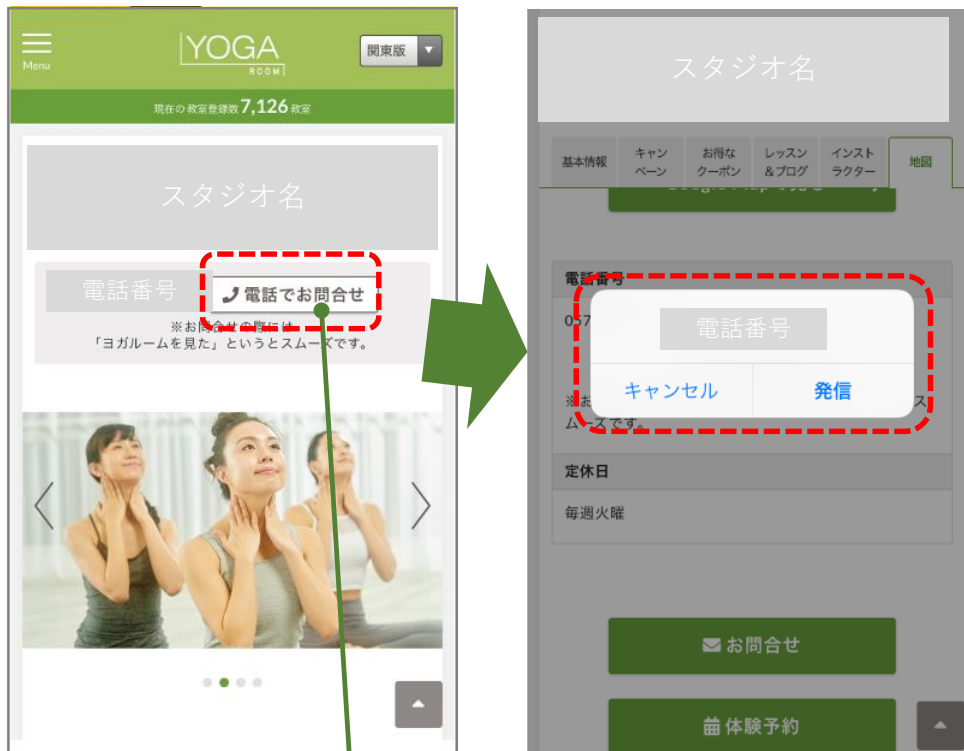 Menu
YOGA
ROOM
関東版
現在の教室登録数7,126教室
スタジオ名
電話番号
電話でお問合せ
※お問合せの際には
「ヨガルームを見た」というとスムーズです。
スタジオ名
基本情報
キャン
ペーン
お得な
クーポン
レッスン
&ブログ
インスト
ラクター
地図
電話番号
057
電話番号
キャンセル
発信
※お
ス
ムーズです。
定休日
毎週火曜
お問合せ
体験予約